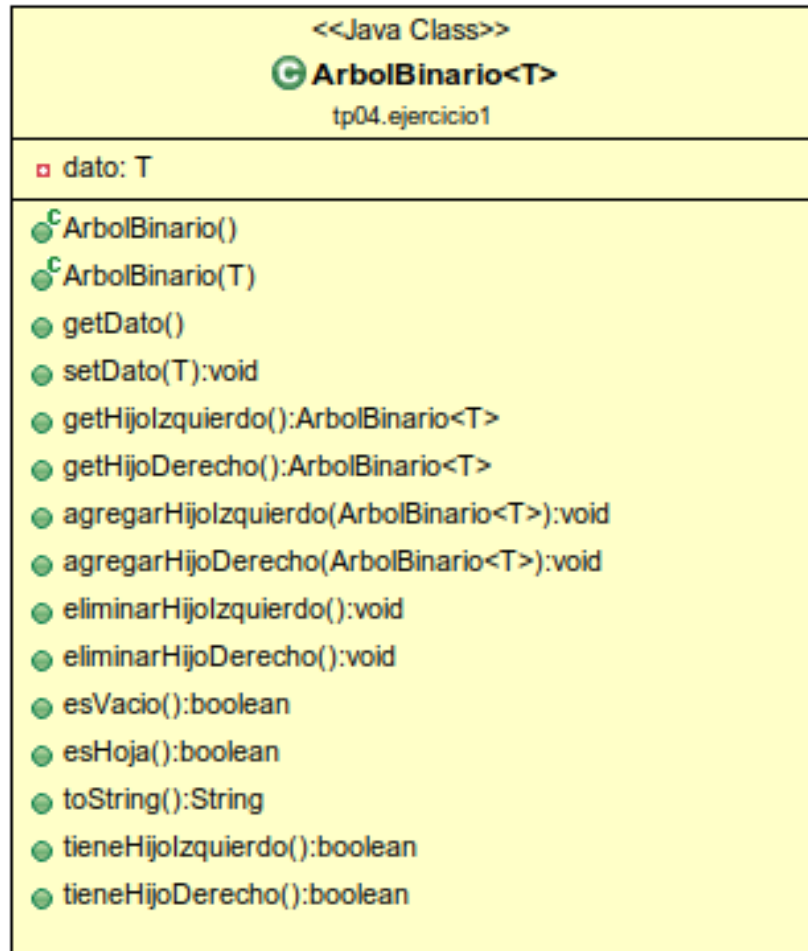 <<Java Class>>
C ArbolBinario<T>
tp04.ejercicio1
dato: T
C ArbolBinario()
C ArbolBinario(T)
getDato()
setDato(T):void
getHijoIzquierdo():ArbolBinario<T>
getHijoDerecho():ArbolBinario<T>
agregarHijoIzquierdo(ArbolBinario<T>):void
agregarHijoDerecho(ArbolBinario<T>):void
eliminarHijoIzquierdo():void
eliminarHijoDerecho():void
esVacio():boolean
esHoja():boolean
toString():String
tieneHijoIzquierdo():boolean
tieneHijoDerecho():boolean